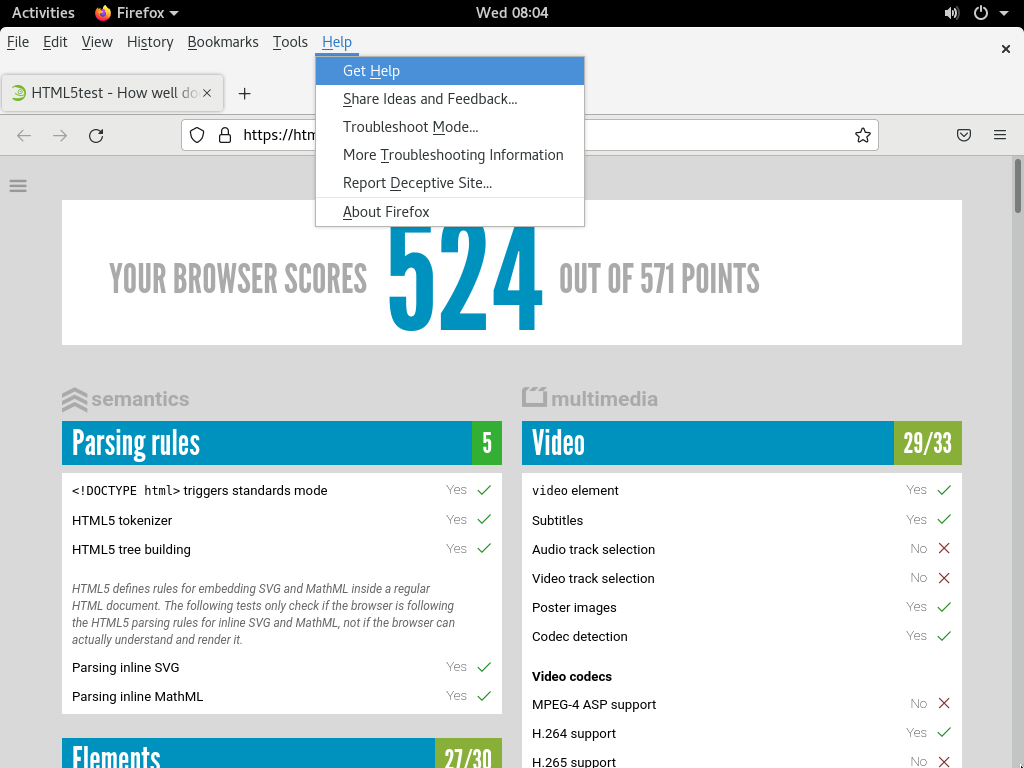 Activities Firefox Wed 08:04
File Edit View History Bookmarks Tools Help
HTML5test - How well do
Get Help
Share Ideas and Feedback...
Troubleshoot Mode...
More Troubleshooting Information
Report Deceptive Site...
About Firefox
https://htm
YOUR BROWSER SCORES 524 OUT OF 571 POINTS
semantics
Parsing rules 5
<!DOCTYPE html> triggers standards mode Yes
HTML5 tokenizer Yes
HTML5 tree building Yes
HTML5 defines rules for embedding SVG and MathML inside a regular
HTML document. The following tests only check if the browser is following
the HTML5 parsing rules for inline SVG and MathML, not if the browser can
actually understand and render it.
Parsing inline SVG Yes
Parsing inline MathML Yes
Elements 27/30
multimedia
Video 29/33
video element Yes
Subtitles Yes
Audio track selection No
Video track selection No
Poster images Yes
Codec detection Yes
Video codecs
MPEG-4 ASP support No
H.264 support Yes
H.265 support No